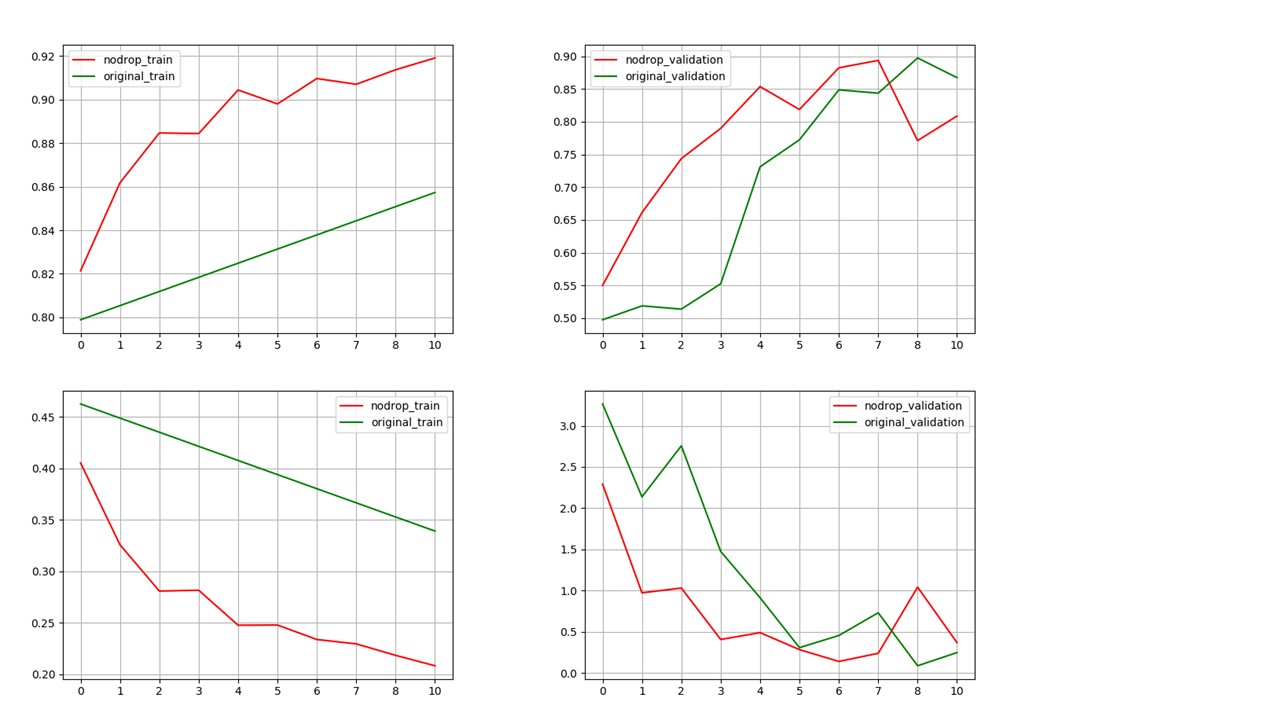 nodrop_train
original_train
0.92
0.90
0.88
0.86
0.84
0.82
0.80
0 1 2 3 4 5 6 7 8 10
nodrop_validation
original_validation
0.90
0.85
0.80
0.75
0.70
0.65
0.60
0.55
0.50
0 1 2 3 4 5 6 7 8 10
nodrop_train
original_train
0.45
0.40
0.35
0.30
0.25
0.20
0 1 2 3 4 5 6 7 8 10
nodrop_validation
original_validation
3.0
2.5
2.0
1.5
1.0
0.5
0.0
0 1 2 3 4 5 6 7 8 10